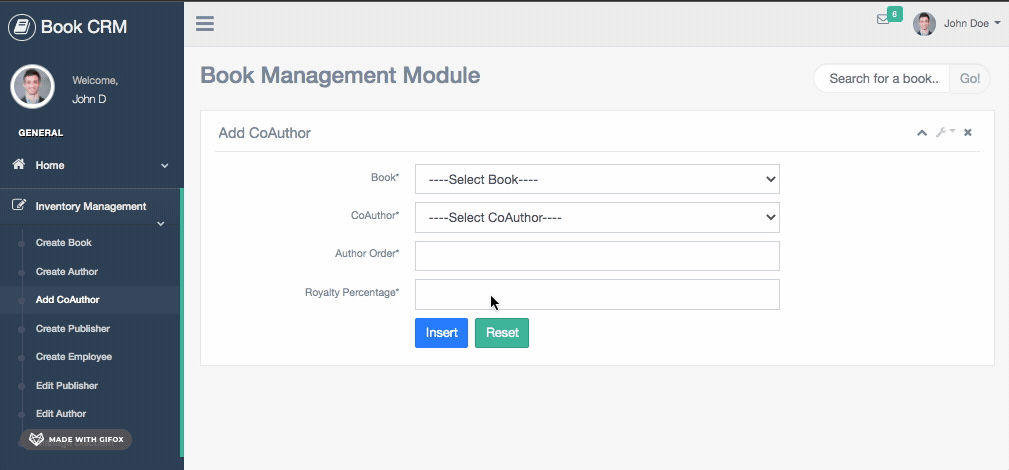 Book CRM
6
John Doe
Welcome,
John D
Book Management Module
Search for a book..
Go!
GENERAL
Home
Inventory Management
Create Book
Create Author
Add CoAuthor
Create Publisher
Create Employee
Edit Publisher
Edit Author
MADE WITH GIFOX
Add CoAuthor
Book*
----Select Book----
CoAuthor*
----Select CoAuthor----
Author Order*
Royalty Percentage*
Insert
Reset